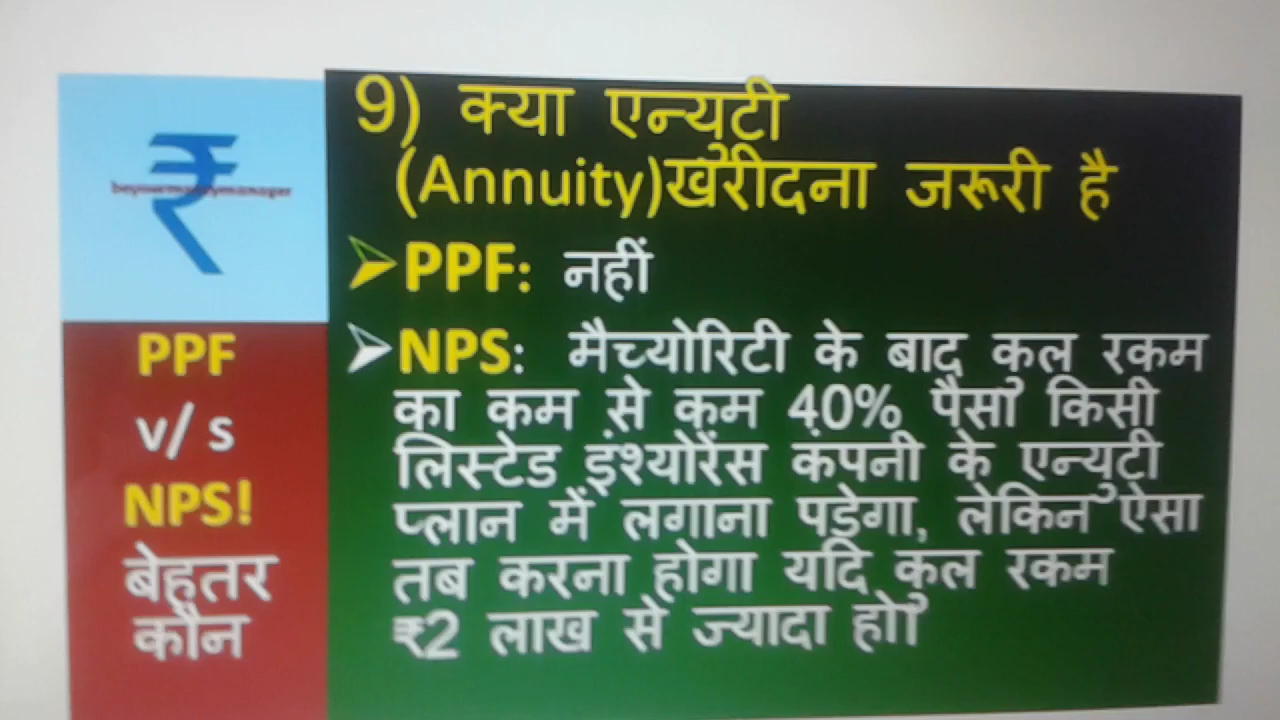 beyourmoneymanager
PPF
v/ s
NPS!
बेहतर
कौन
9) क्या एन्युटी
(Annuity)खरीदना जरूरी है
PPF: नहीं
NPS: मैच्योरिटी के बाद कुल रकम
का कम से कम 40% पैसा किसी
लिस्टेड इंश्योरेंस कंपनी के एन्युटी
प्लान में लगाना पड़ेगा, लेकिन ऐसा
तब करना होगा यदि कुल रकम
₹2 लाख से ज्यादा हो।